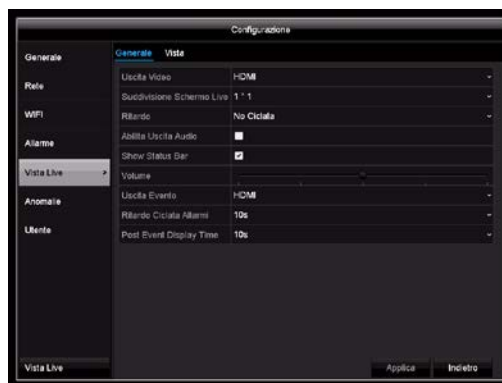 Configurazione
Generale
Rete
WIFI
Allarme
Vista Live
Anomalie
Utente
Vista Live
Generale Vista
Uscita Video HDMI
Suddivisione Schermo Live 1 * 1
Ritardo No Ciclata
Abilita Uscita Audio
Show Status Bar
Volume
Uscita Evento HDMI
Ritardo Ciclata Allarmi 10s
Post Event Display Time 10s
Applica Indietro